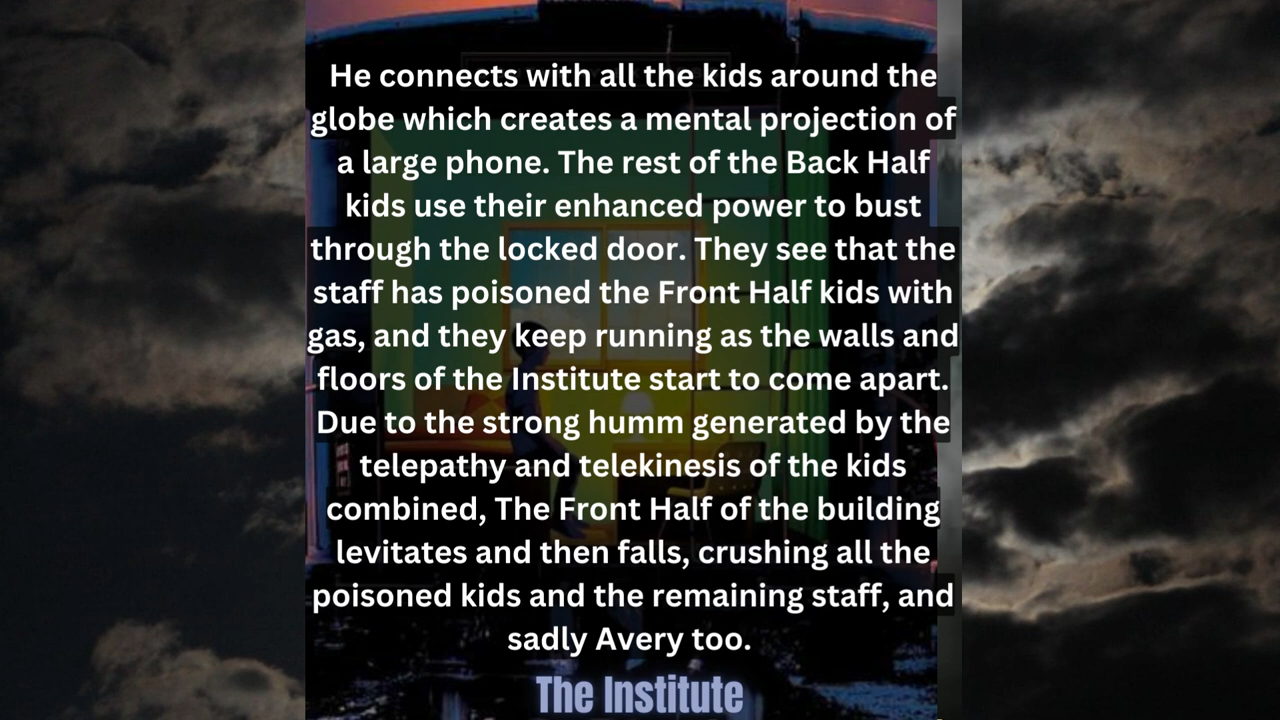 He connects with all the kids around the
globe which creates a mental projection of
a large phone. The rest of the Back Half
kids use their enhanced power to bust
through the locked door. They see that the
staff has poisoned the Front Half kids with
gas, and they keep running as the walls and
floors of the Institute start to come apart.
Due to the strong humm generated by the
telepathy and telekinesis of the kids
combined, The Front Half of the building
levitates and then falls, crushing all the
poisoned kids and the remaining staff, and
sadly Avery too.
The Institute